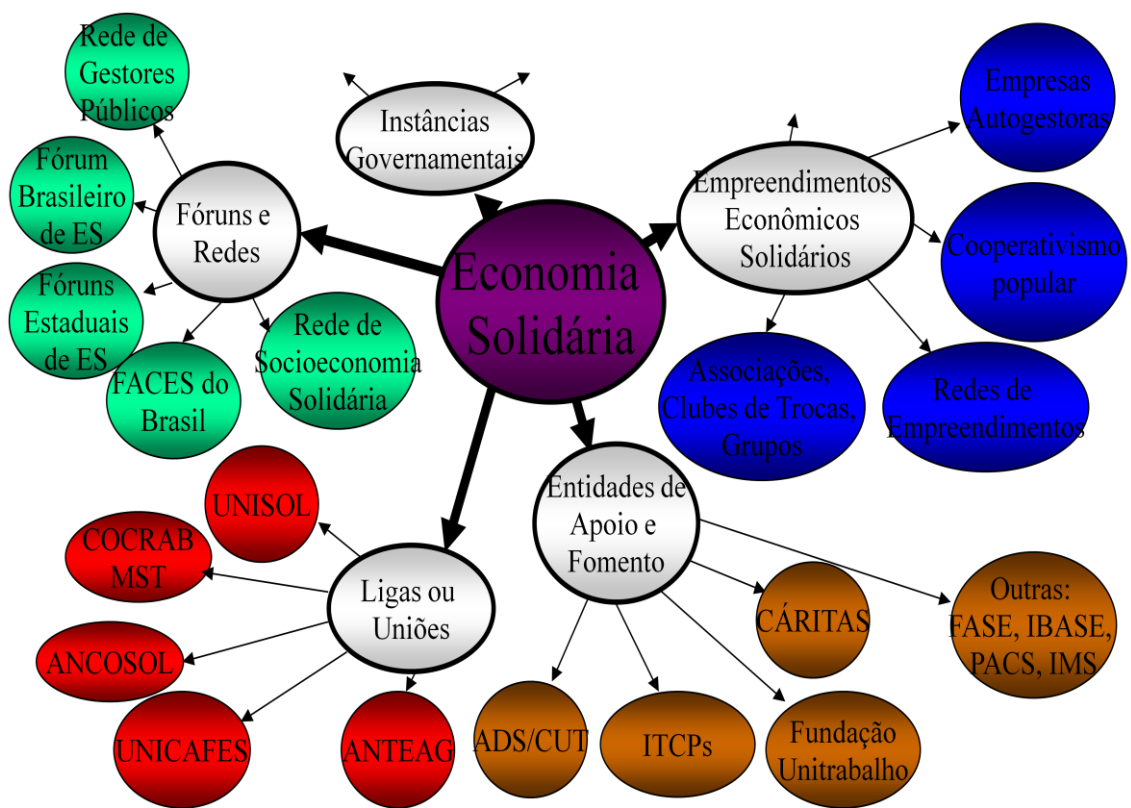 Rede de
Gestores
Públicos
Instâncias
Governamentais
Empresas
Autogestoras
Fórum
Brasileiro
de ES
Fóruns e
Redes
Empreendimentos
Econômicos
Solidários
Cooperativismo
popular
Economia
Solidária
Fóruns
Estaduais
de ES
FACES do
Brasil
Rede de
Socioeconomia
Solidária
Associações,
Clubes de Trocas,
Grupos
Redes de
Empreendimentos
UNISOL
COCRAB
MST
Ligas ou
Uniões
ANCOSOL
UNICAFES
ANTEAG
Entidades de
Apoio e
Fomento
CÁRITAS
Outras:
FASE, IBASE,
PACS, IMS
ADS/CUT
ITCPs
Fundação
Unitrabalho